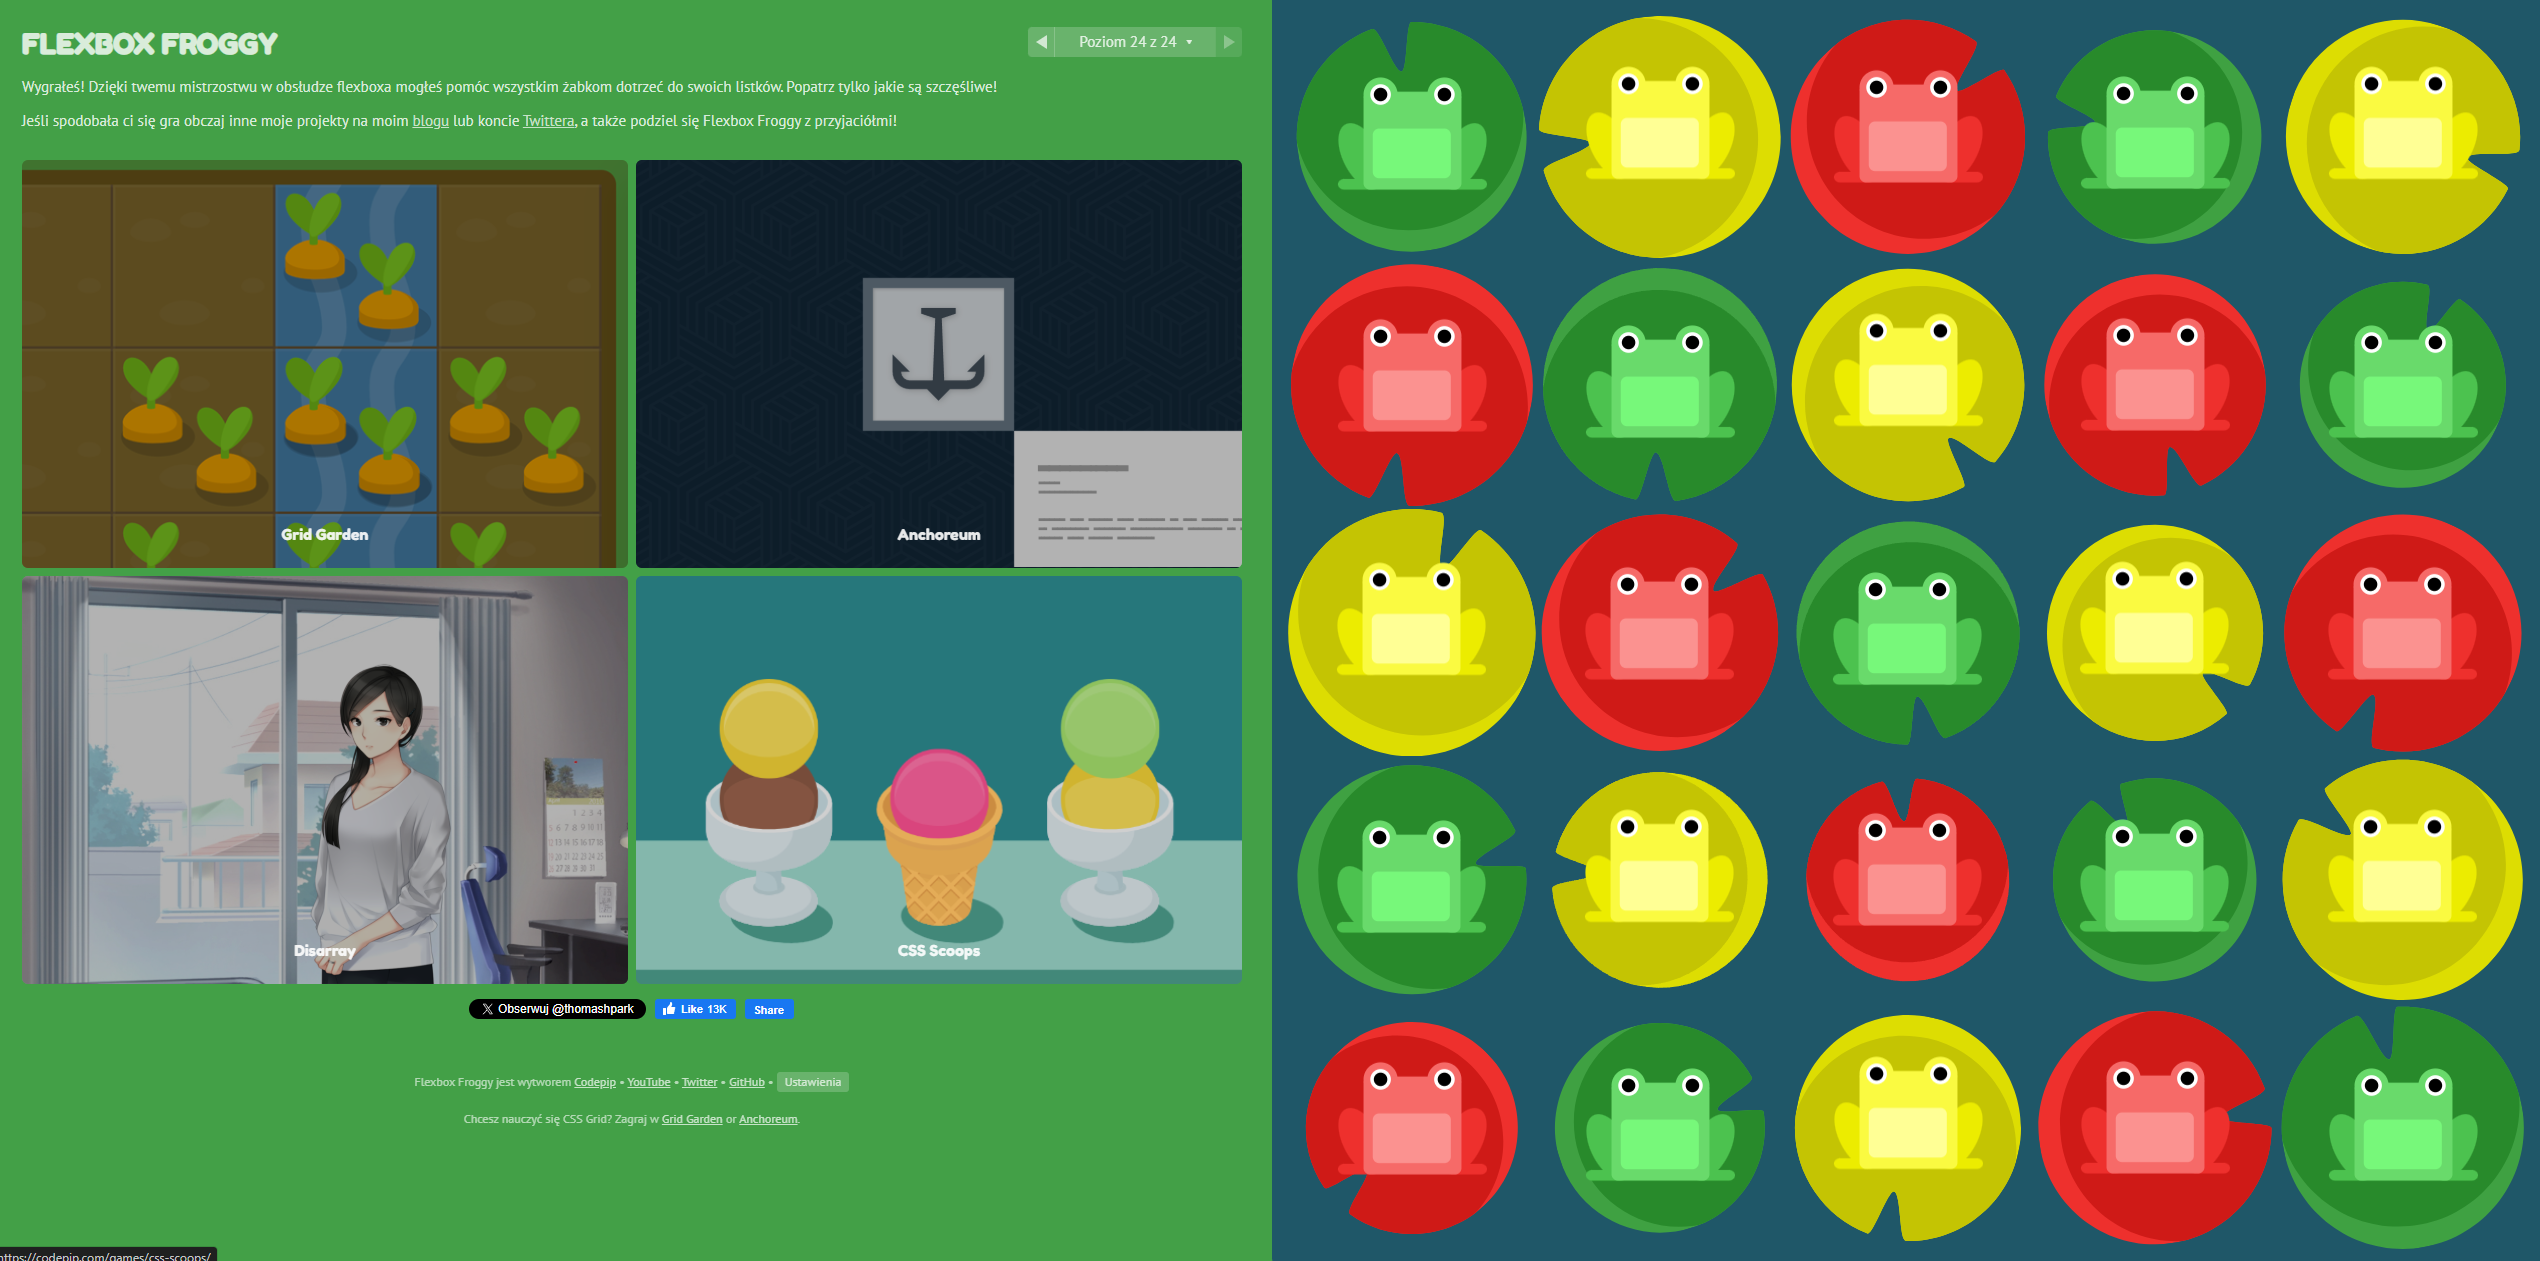 FLEXBOX FROGGY
Poziom 24 z 24
Wygrałeś! Dzięki twemu mistrzostwu w obsłudze flexboxa mogłeś pomóc wszystkim żabkom dotrzeć do swoich listków. Popatrz tylko jakie są szczęśliwe!
Jeśli spodobała ci się gra obczaj inne moje projekty na moim blogu lub koncie Twittera, a także podziel się Flexbox Froggy z przyjaciółmi!
Grid Garden
Anchoreum
Disarray
CSS Scoops
Obserwuj @thomashpark
Like 13K
Share
Flexbox Froggy jest wytworem Codepip • YouTube • Twitter • GitHub • Ustawienia
Chcesz nauczyć się CSS Grid? Zagraj w Grid Garden or Anchoreum.
https://codepip.com/games/css-scoops/